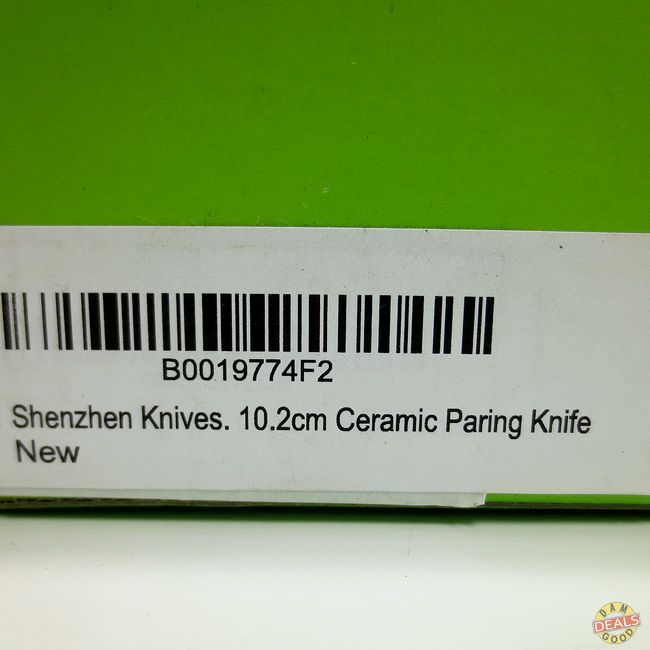 B0019774F2
Shenzhen Knives. 10.2cm Ceramic Paring Knife
New
DAM
DEALS
GOOD